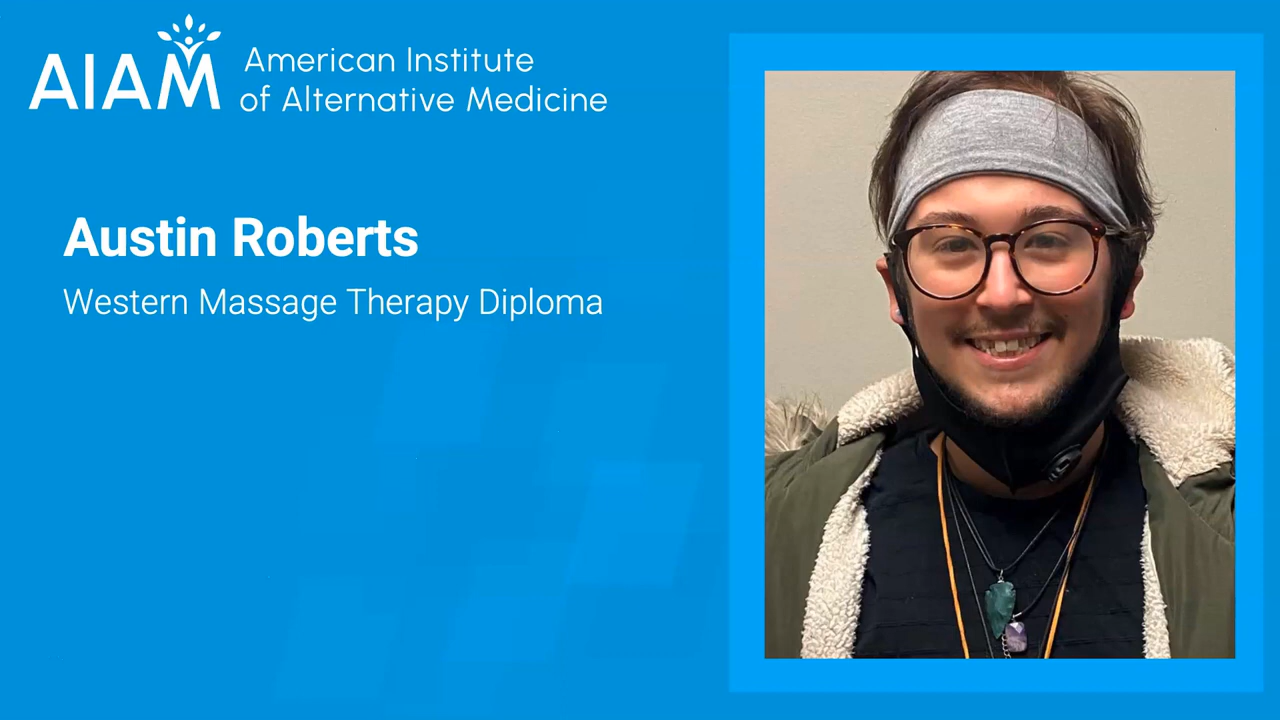 AIAM
American Institute
of Alternative Medicine
Austin Roberts
Western Massage Therapy Diploma